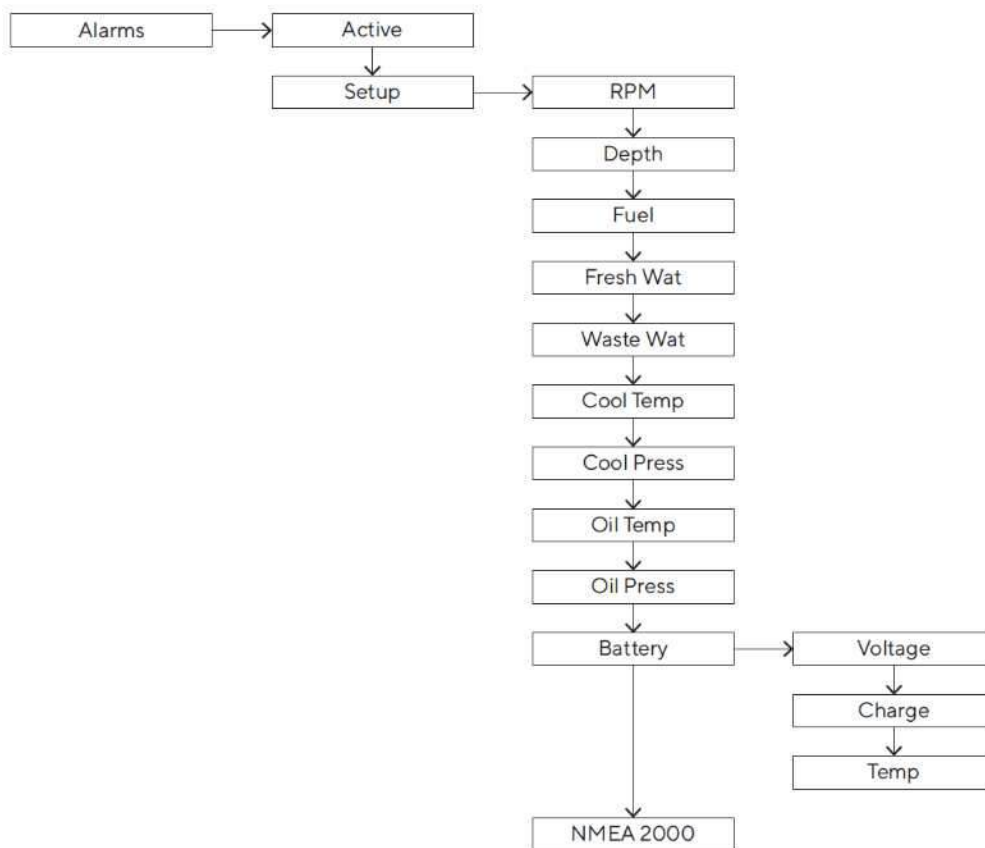 Alarms
Active
Setup
RPM
Depth
Fuel
Fresh Wat
Waste Wat
Cool Temp
Cool Press
Oil Temp
Oil Press
Battery
Voltage
Charge
Temp
NMEA 2000